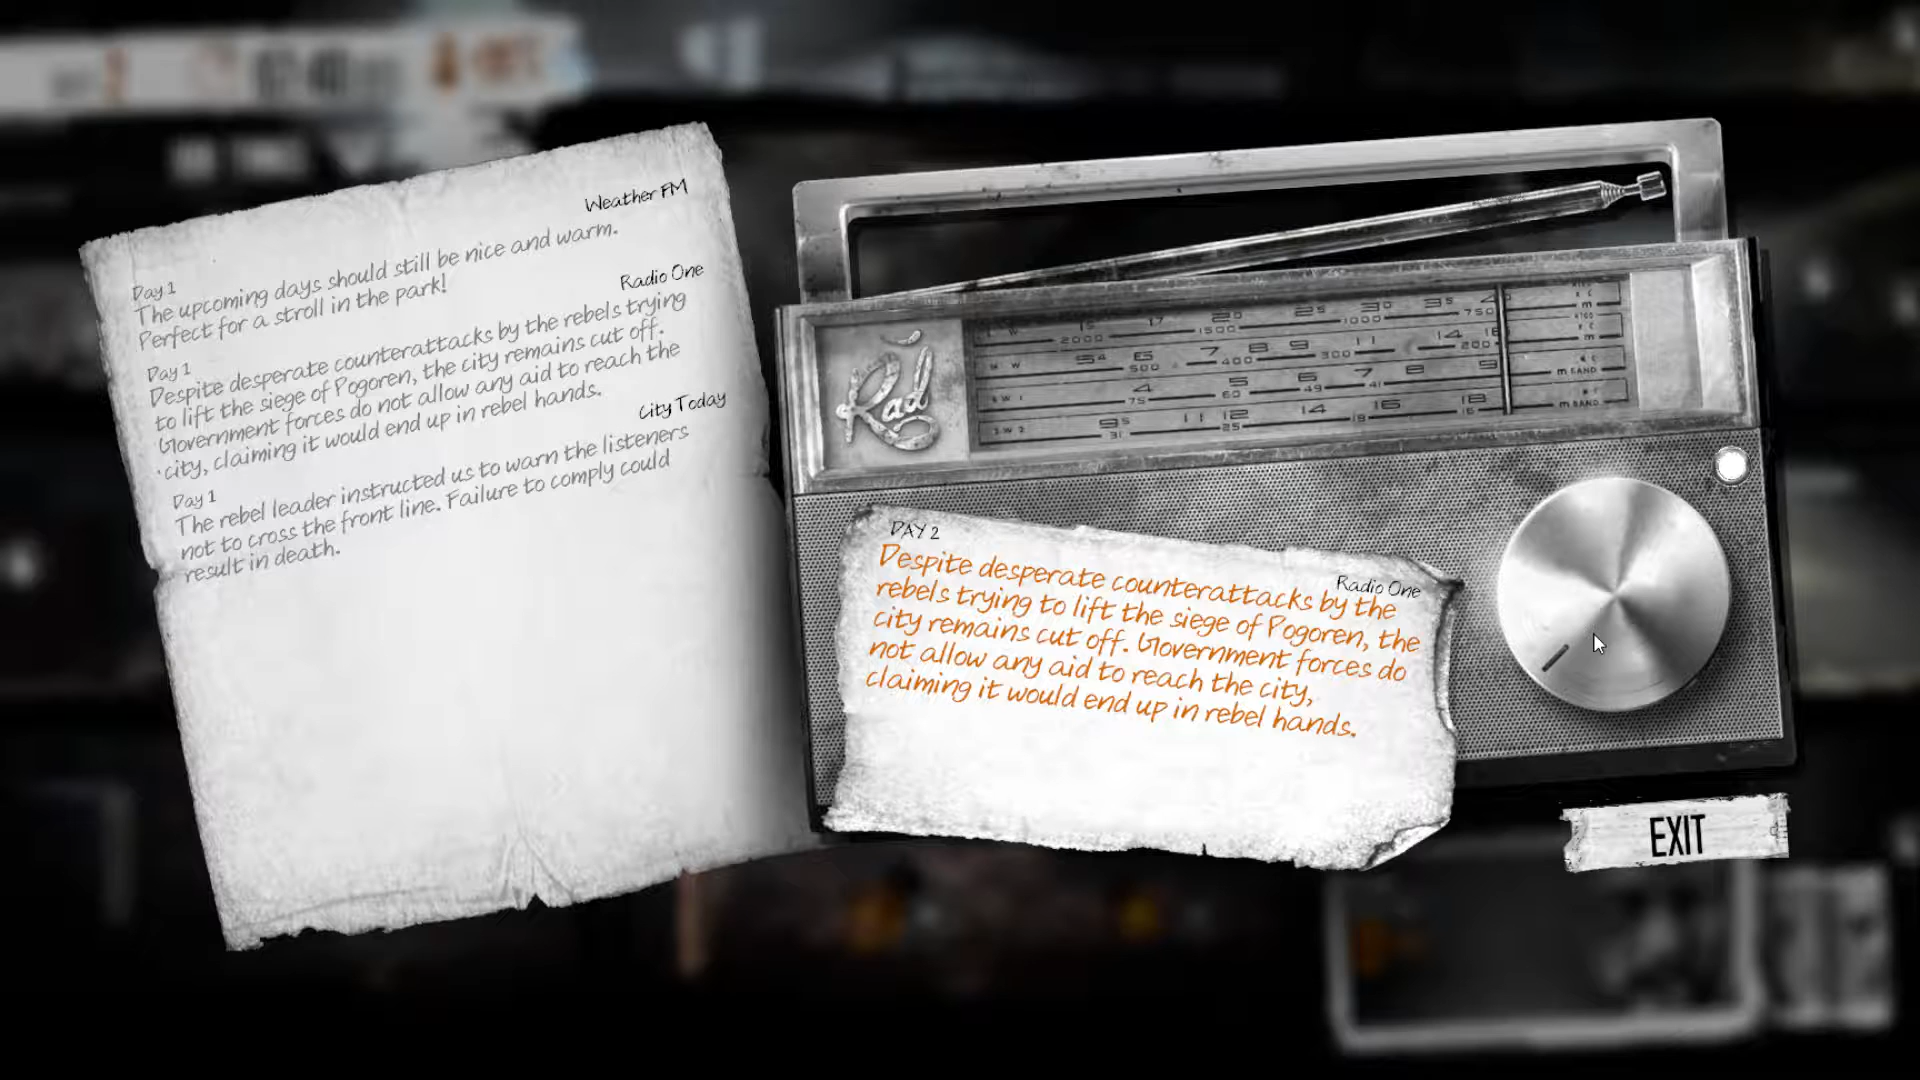 Weather FM
Day 1
The upcoming days should still be nice and warm.
Perfect for a stroll in the park!
Radio One
Day 1
Despite desperate counterattacks by the rebels trying
to lift the siege of Pogoren, the city remains cut off.
Government forces do not allow any aid to reach the
city, claiming it would end up in rebel hands.
City Today
Day 1
The rebel leader instructed us to warn the listeners
not to cross the front line. Failure to comply could
result in death.
Rad
DAY 2
Radio One
Despite desperate counterattacks by the
rebels trying to lift the siege of Pogoren, the
city remains cut off. Government forces do
not allow any aid to reach the city,
claiming it would end up in rebel hands.
EXIT